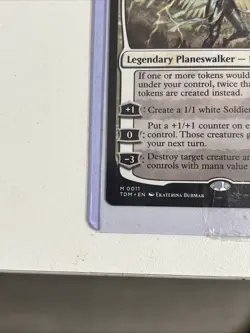 Legendary Planeswalker —
If one or more tokens would
under your control, twice tha
tokens are created instead.
+1: Create a 1/1 white Soldier
0: Put a +1/+1 counter on e
control. Those creatures g
your next turn.
−3: Destroy target creature an
controls with mana value
M 0011
TDM • EN EKATERINA BURMAK